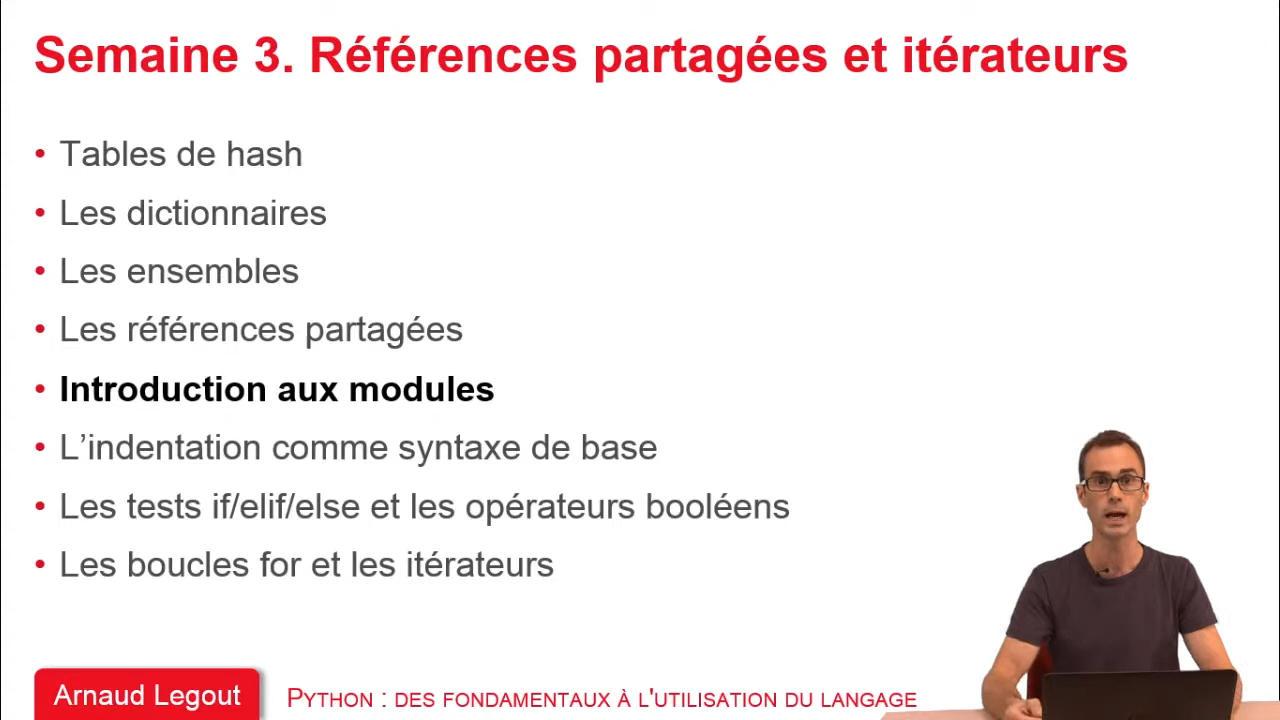 Semaine 3. Références partagées et itérateurs
• Tables de hash
• Les dictionnaires
• Les ensembles
• Les références partagées
• Introduction aux modules
• L’indentation comme syntaxe de base
• Les tests if/elif/else et les opérateurs booléens
• Les boucles for et les itérateurs
Arnaud Legout
PYTHON : DES FONDAMENTAUX À L'UTILISATION DU LANGAGE